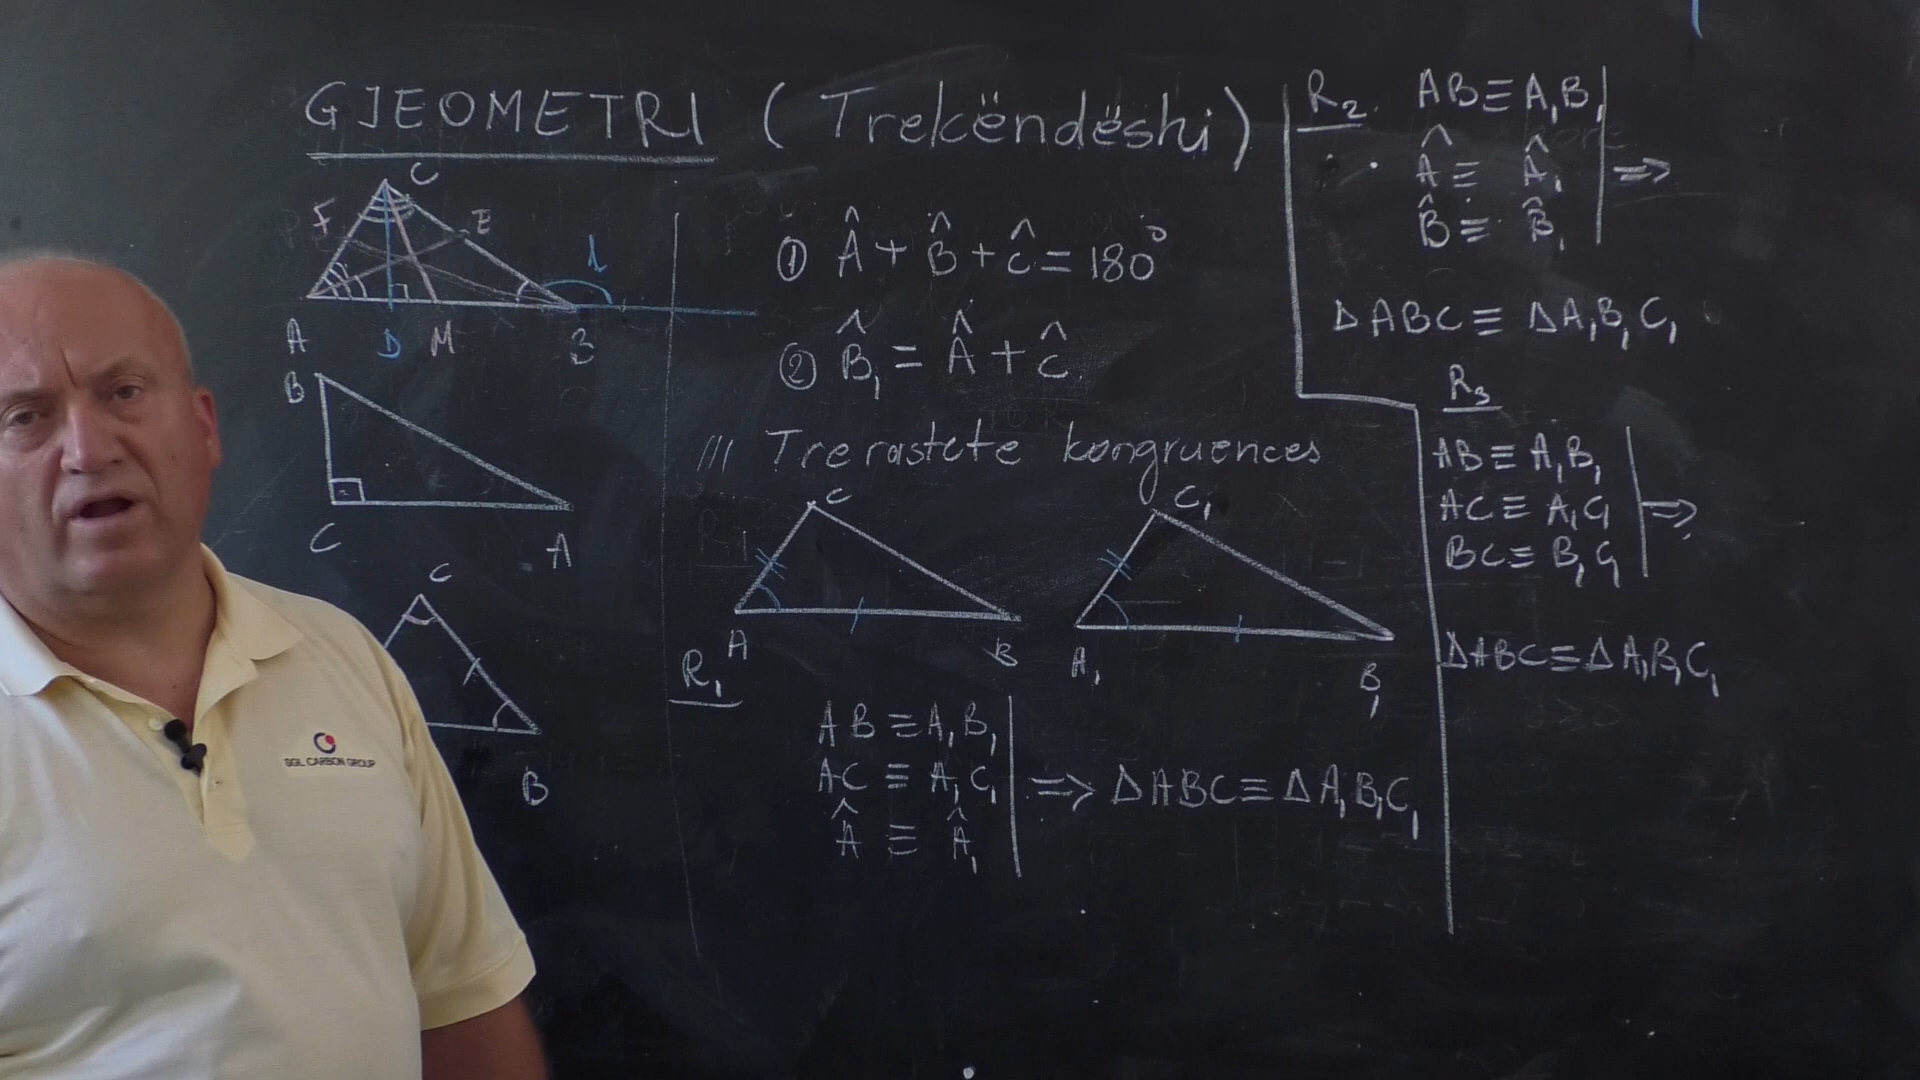 GJEOMETRI (Trekëndëshi)
C
F E
1
A D M B
B
C A
C
B
① Â + B̂ + Ĉ = 180°
② B̂₁ = Â + Ĉ
/// Tre rastet e kongruences
C C₁
A B A₁ B₁
R₁
AB ≡ A₁B₁
AC ≡ A₁C₁ => ΔABC ≡ ΔA₁B₁C₁
Â ≡ Â₁
R₂
AB ≡ A₁B₁
Â ≡ Â₁ =>
B̂ ≡ B̂₁
ΔABC ≡ ΔA₁B₁C₁
R₃
AB ≡ A₁B₁
AC ≡ A₁C₁ =>
BC ≡ B₁C₁
ΔABC ≡ ΔA₁B₁C₁
SGL CARBON GROUP